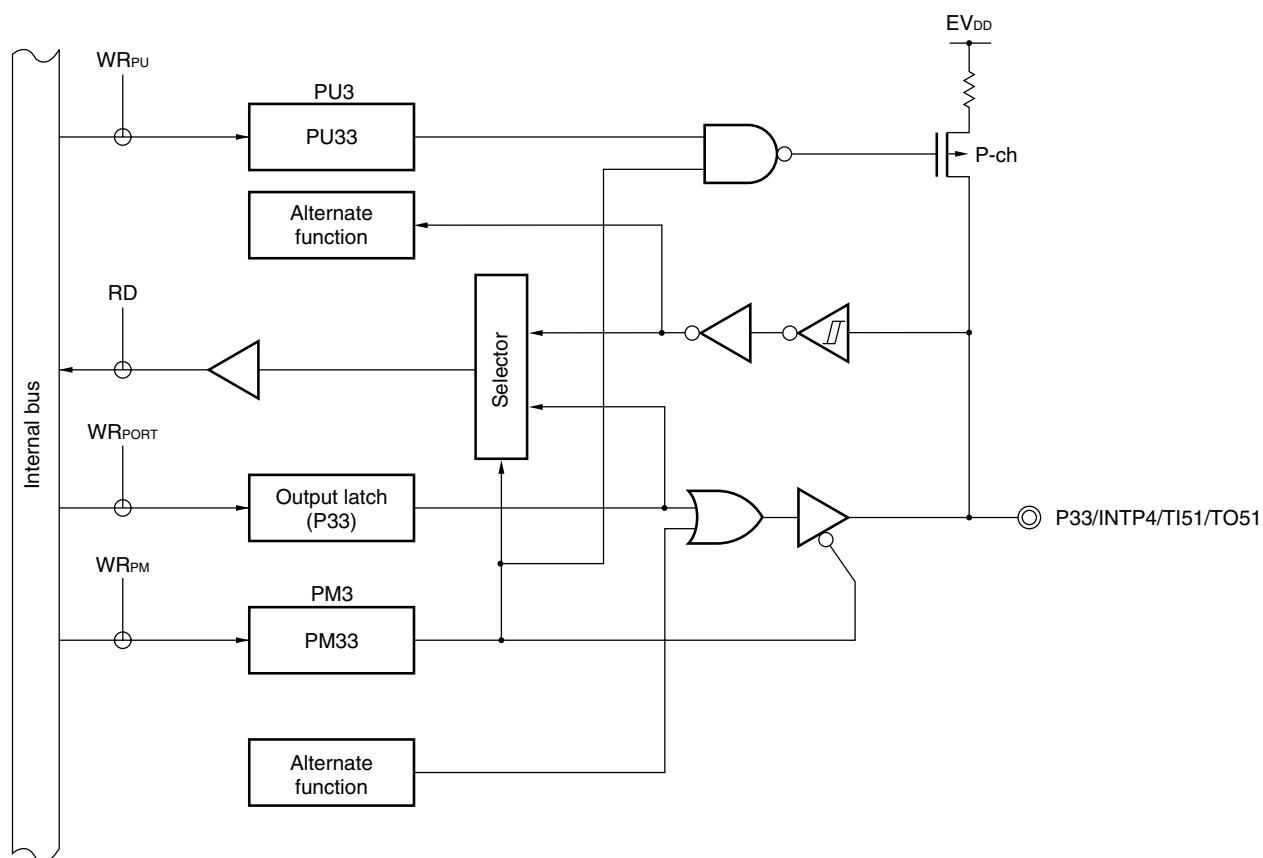 EVDD
WRPU
PU3
PU33
P-ch
Alternate
function
RD
Selector
Internal bus
WRPORT
Output latch
(P33)
P33/INTP4/TI51/TO51
WRPM
PM3
PM33
Alternate
function